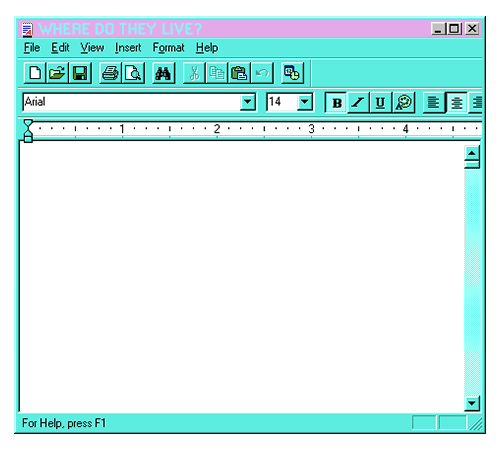 WHERE DO THEY LIVE?
File Edit View Insert Format Help
Arial 14 B I U
1 2 3 4
For Help, press F1